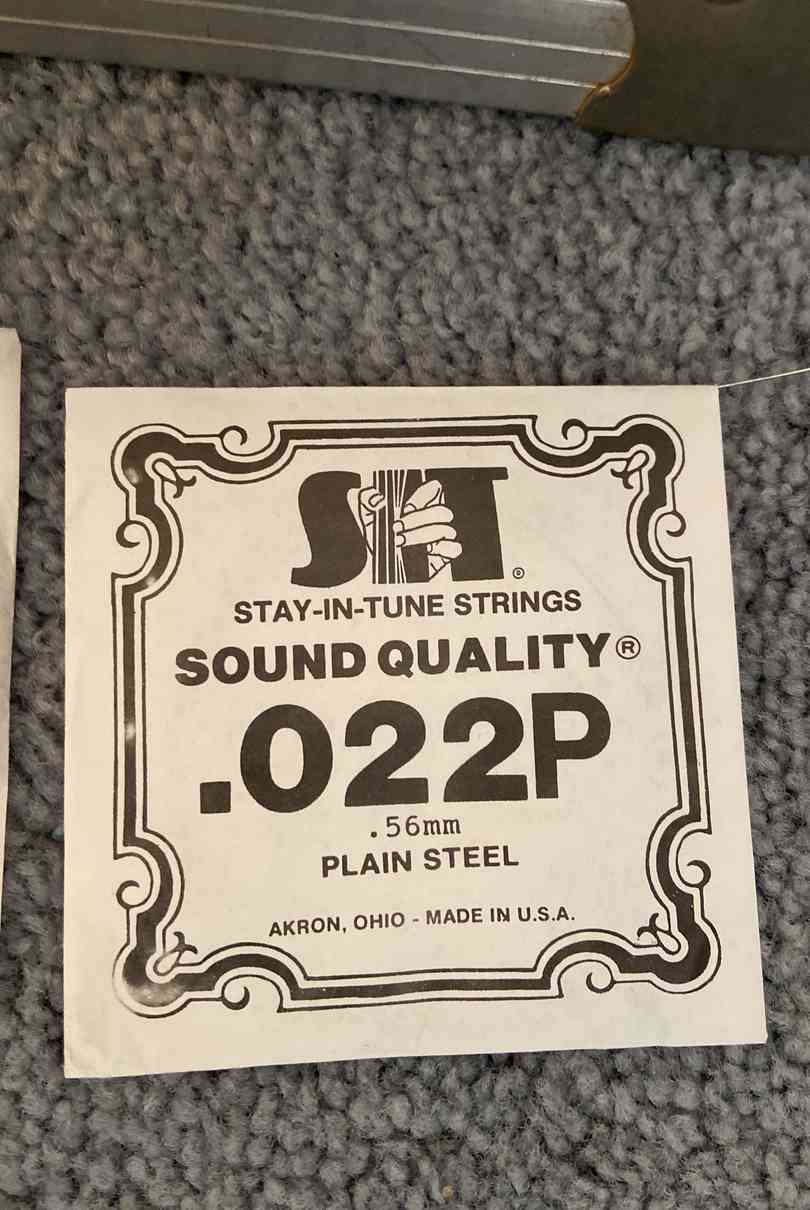 SIT®
STAY-IN-TUNE STRINGS
SOUND QUALITY®
.022P
.56mm
PLAIN STEEL
AKRON, OHIO - MADE IN U.S.A.